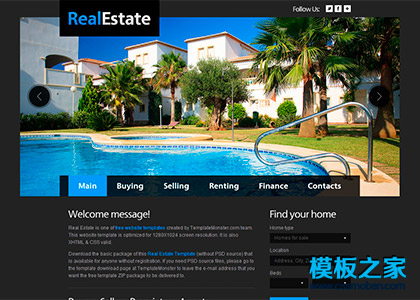 RealEstate
Follow Us:
Main
Buying
Selling
Renting
Finance
Contacts
Welcome message!
Real Estate is one of free website templates created by TemplateMonster.com team.
This website template is optimized for 1280X1024 screen resolution. It is also
XHTML & CSS valid.
Download the basic package of this Real Estate Template (without PSD source) that
is available for anyone without registration. If you need PSD source files, please go to
the template download page at TemplateMonster to leave the e-mail address that you
want the free template ZIP package to be delivered to.
Find your home
Home type
Homes for sale
Location
Address, City, Zip
Beds
模板之家